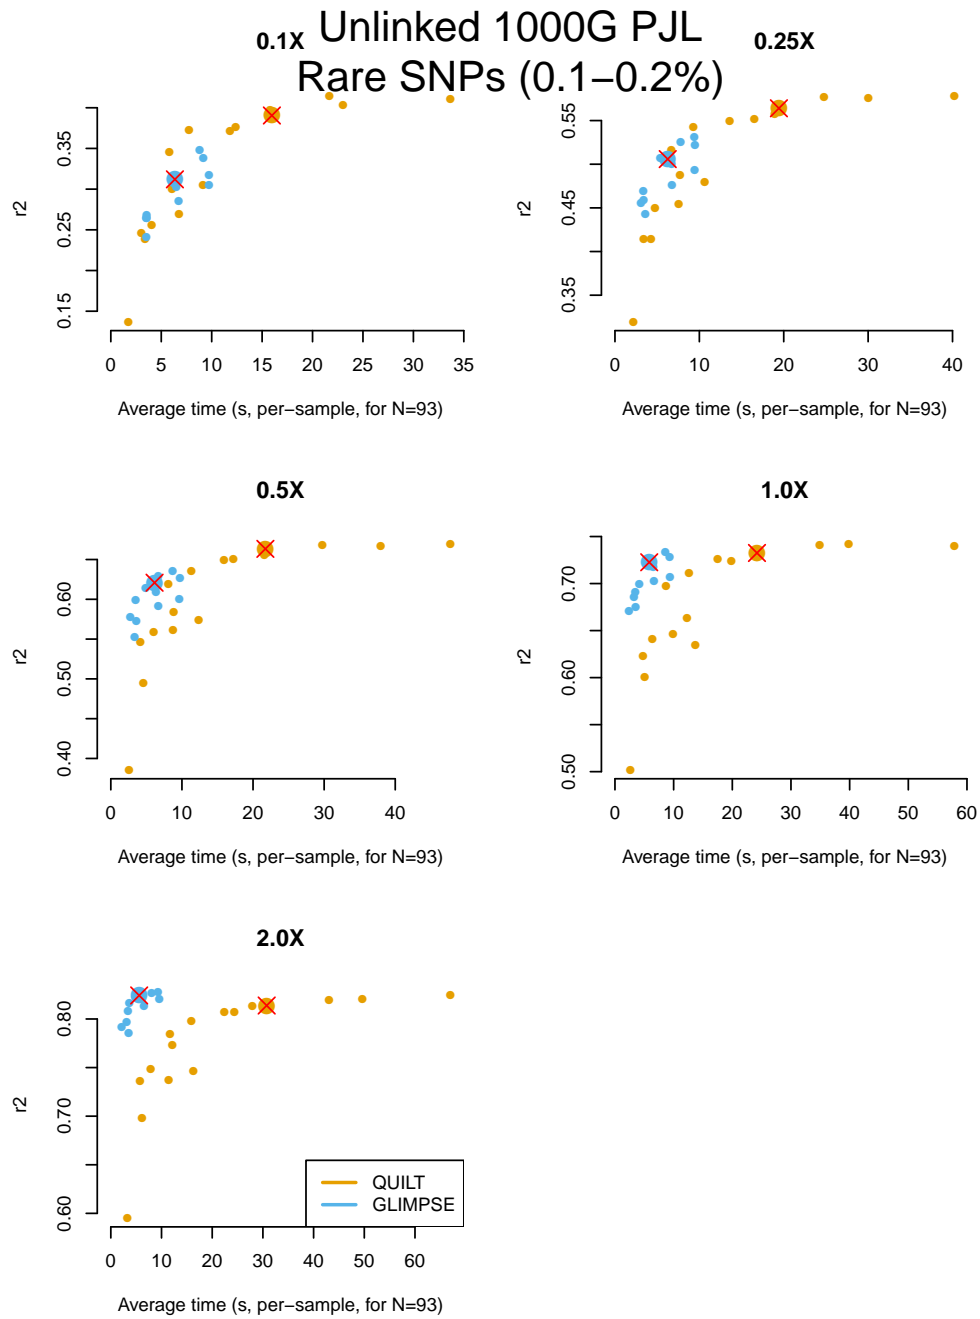 Unlinked 1000G PJL
Rare SNPs (0.1−0.2%)
0.1X
r2
0.15
0.25
0.35
0 5 10 15 20 25 30 35
Average time (s, per−sample, for N=93)
0.25X
r2
0.35
0.45
0.55
0 10 20 30 40
Average time (s, per−sample, for N=93)
0.5X
r2
0.40
0.50
0.60
0 10 20 30 40
Average time (s, per−sample, for N=93)
1.0X
r2
0.50
0.60
0.70
0 10 20 30 40 50 60
Average time (s, per−sample, for N=93)
2.0X
r2
0.60
0.70
0.80
0 10 20 30 40 50 60
Average time (s, per−sample, for N=93)
QUILT
GLIMPSE